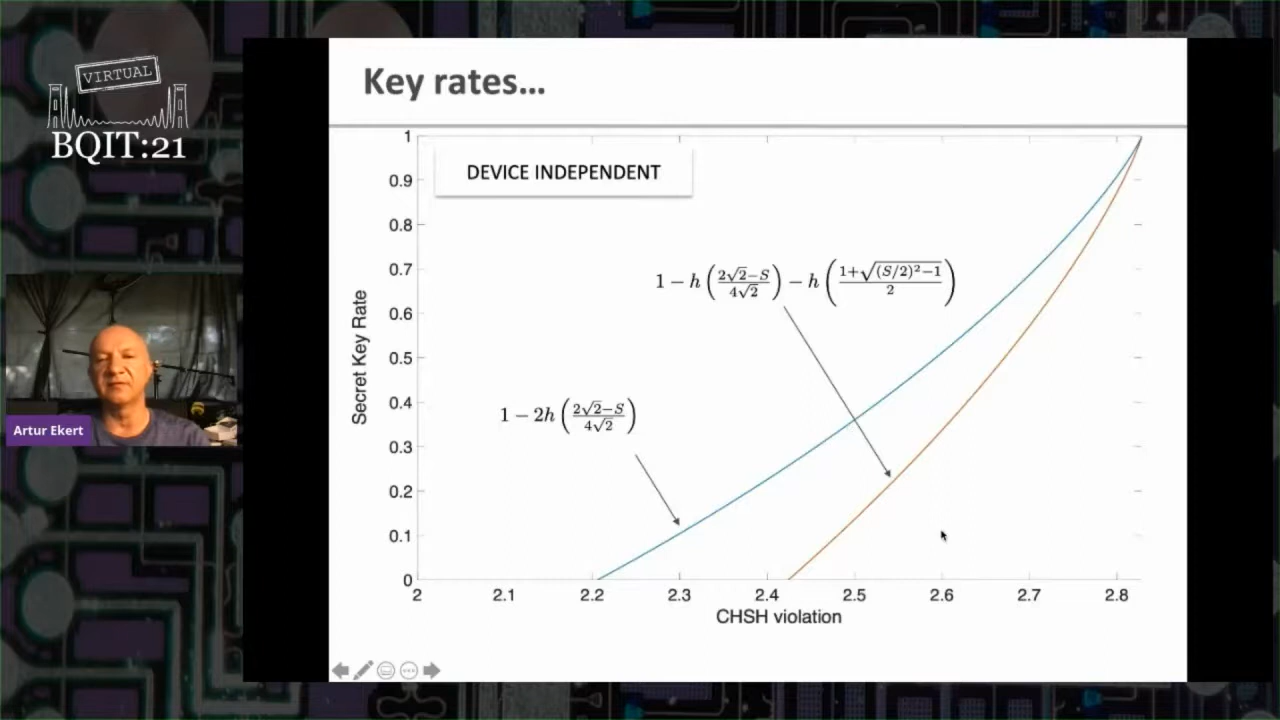 VIRTUAL
BQIT:21
Artur Ekert
Key rates...
DEVICE INDEPENDENT
1 − h((2√2−S)/(4√2)) − h((1+√((S/2)²−1))/2)
1 − 2h((2√2−S)/(4√2))
Secret Key Rate
1
0.9
0.8
0.7
0.6
0.5
0.4
0.3
0.2
0.1
0
2 2.1 2.2 2.3 2.4 2.5 2.6 2.7 2.8
CHSH violation